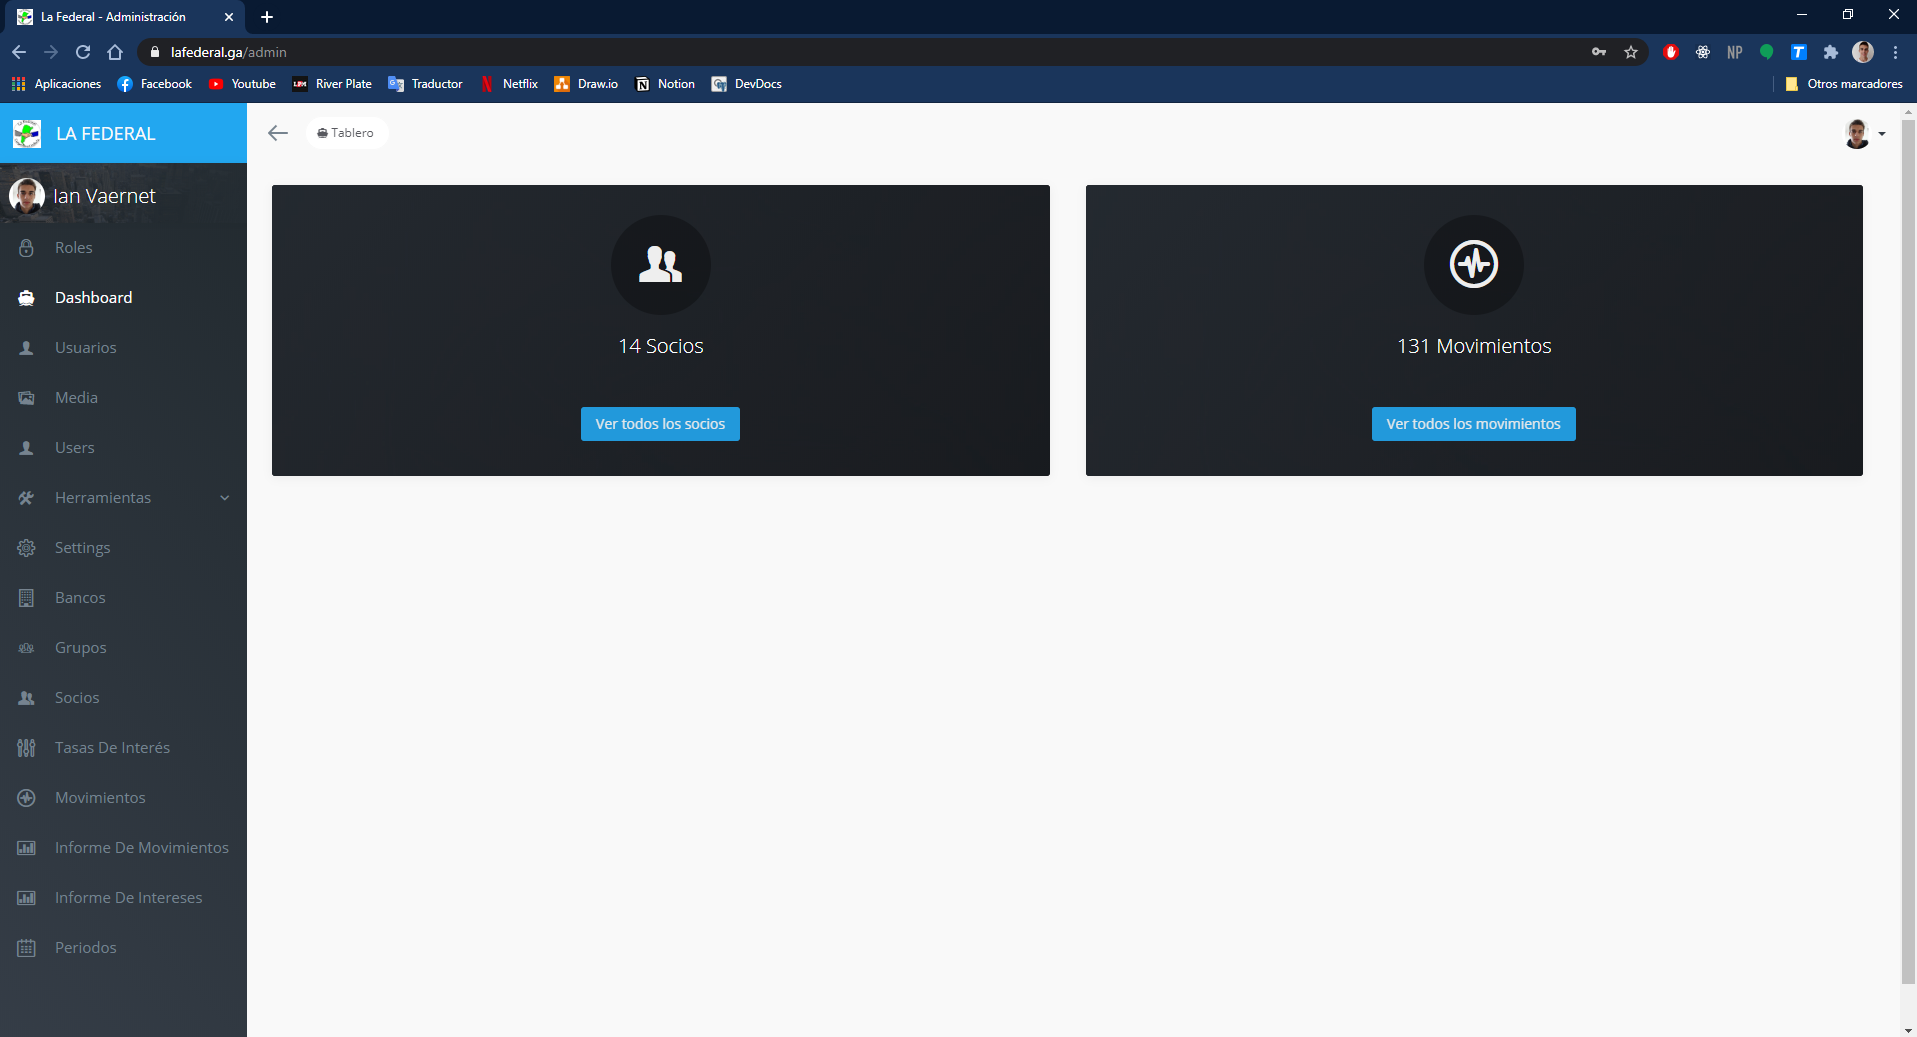 La Federal - Administración
lafederal.ga/admin
NP
Aplicaciones
Facebook
Youtube
River Plate
Traductor
Netflix
Draw.io
Notion
DevDocs
Otros marcadores
LA FEDERAL
Tablero
Ian Vaernet
Roles
Dashboard
Usuarios
Media
Users
Herramientas
Settings
Bancos
Grupos
Socios
Tasas De Interés
Movimientos
Informe De Movimientos
Informe De Intereses
Periodos
14 Socios
Ver todos los socios
131 Movimientos
Ver todos los movimientos